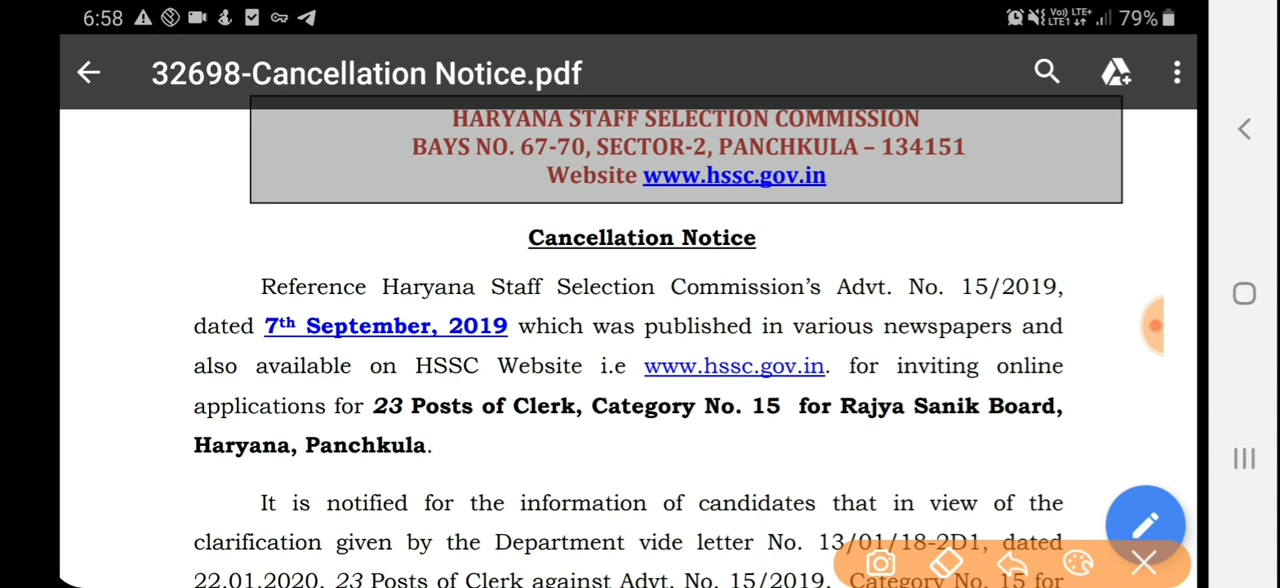 6:58
Vo) LTE+
LTE1 79%
32698-Cancellation Notice.pdf
HARYANA STAFF SELECTION COMMISSION
BAYS NO. 67-70, SECTOR-2, PANCHKULA – 134151
Website www.hssc.gov.in
Cancellation Notice
Reference Haryana Staff Selection Commission's Advt. No. 15/2019,
dated 7th September, 2019 which was published in various newspapers and
also available on HSSC Website i.e www.hssc.gov.in. for inviting online
applications for 23 Posts of Clerk, Category No. 15 for Rajya Sanik Board,
Haryana, Panchkula.
It is notified for the information of candidates that in view of the
clarification given by the Department vide letter No. 13/01/18-2D1, dated
22.01.2020, 23 Posts of Clerk against Advt. No. 15/2019, Category No. 15 for